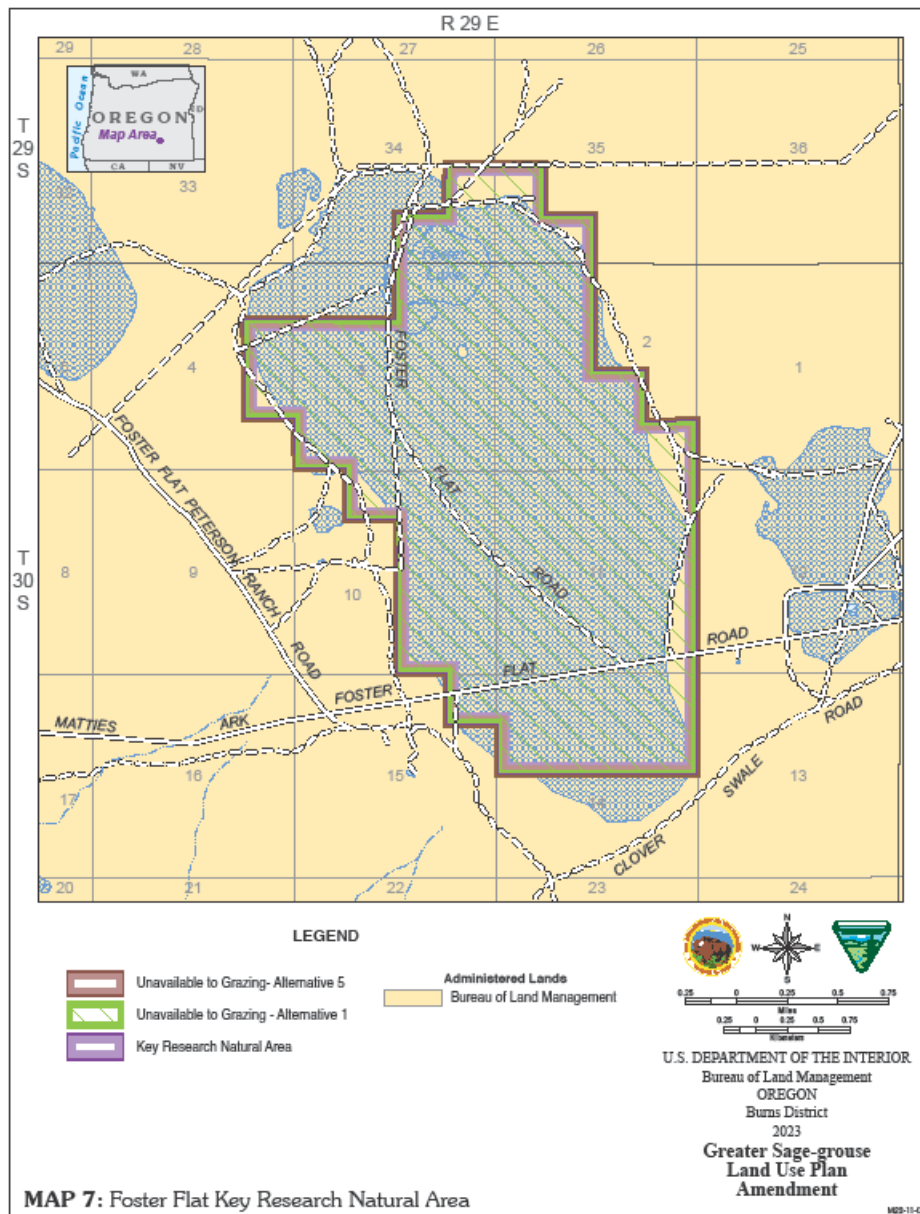 R 29 E
29
28
27
26
25
WA
Pacific Ocean
OREGON
Map Area
CA
NV
T
29
S
34
35
36
33
Foster
Lake
4
2
1
FOSTER
FOSTER FLAT PETERSON RANCH
ROAD
FLAT
ROAD
T
30
S
8
9
10
ROAD
FLAT
FOSTER
ARK
MATTIES
ROAD
SWALE
CLOVER
17
16
15
14
13
20
21
22
23
24
LEGEND
Unavailable to Grazing- Alternative 5
Unavailable to Grazing - Alternative 1
Key Research Natural Area
Administered Lands
Bureau of Land Management
N
W
E
S
0.25 0 0.25 0.5 0.75
Miles
0.25 0 0.25 0.5 0.75
Kilometers
U.S. DEPARTMENT OF THE INTERIOR
Bureau of Land Management
OREGON
Burns District
2023
Greater Sage-grouse
Land Use Plan
Amendment
MAP 7: Foster Flat Key Research Natural Area